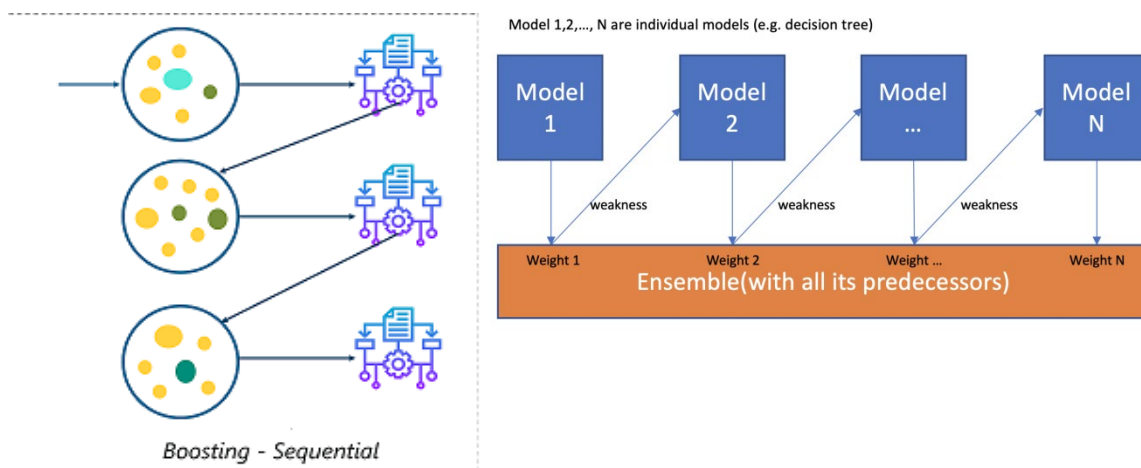 Model 1,2,..., N are individual models (e.g. decision tree)
Model
1
Model
2
Model
...
Model
N
weakness
weakness
weakness
Weight 1
Weight 2
Weight ...
Weight N
Ensemble(with all its predecessors)
Boosting - Sequential